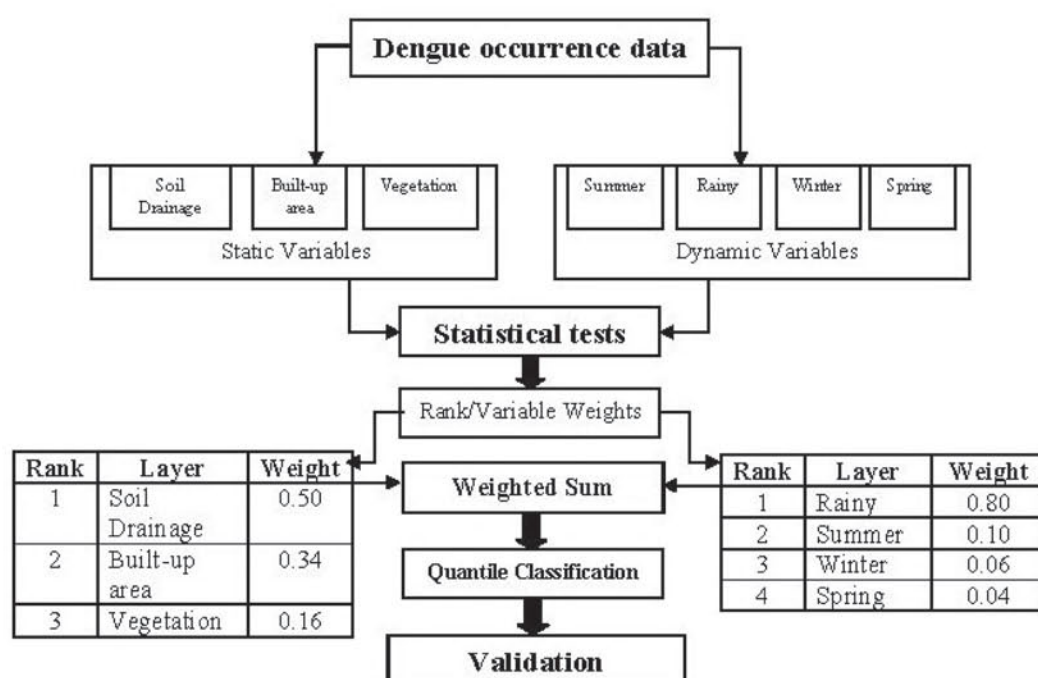 Dengue occurrence data
Soil
Drainage
Built-up
area
Vegetation
Static Variables
Summer
Rainy
Winter
Spring
Dynamic Variables
Statistical tests
Rank/Variable Weights
Rank Layer Weight
1 Soil 0.50
Drainage
2 Built-up 0.34
area
3 Vegetation 0.16
Weighted Sum
Rank Layer Weight
1 Rainy 0.80
2 Summer 0.10
3 Winter 0.06
4 Spring 0.04
Quantile Classification
Validation